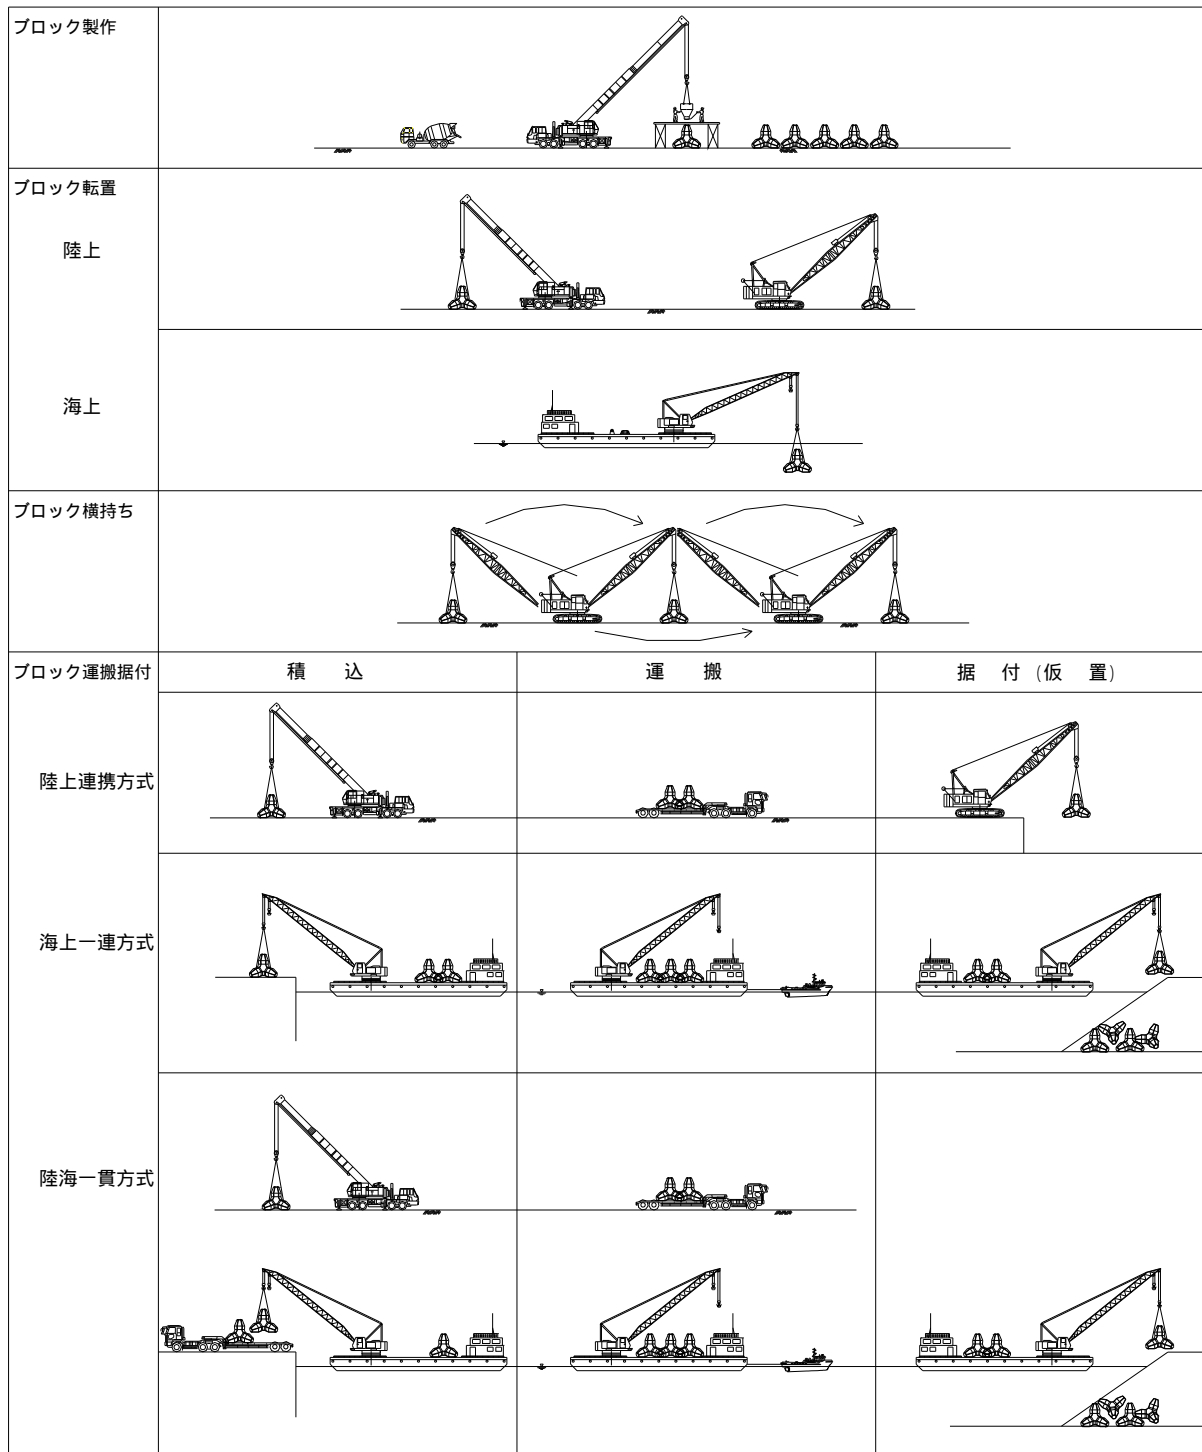 ブロック製作
ブロック転置
陸上
海上
ブロック横持ち
ブロック運搬据付
積 込
運 搬
据 付 (仮 置)
陸上連携方式
海上一連方式
陸海一貫方式